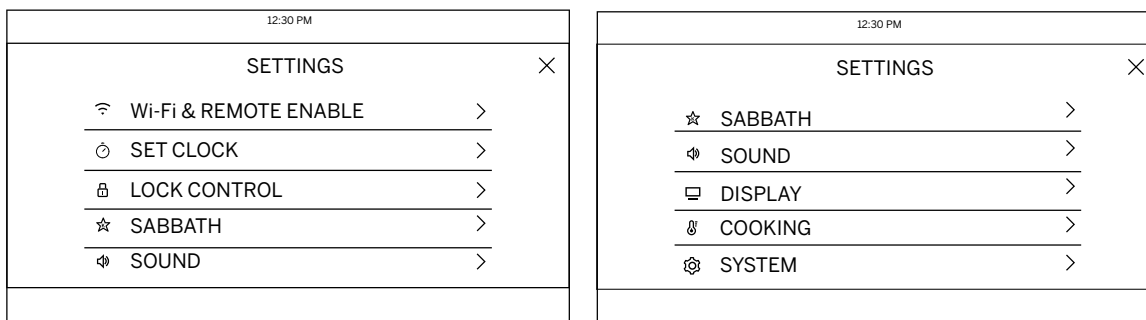 12:30 PM
SETTINGS
Wi-Fi & REMOTE ENABLE
SET CLOCK
LOCK CONTROL
SABBATH
SOUND
12:30 PM
SETTINGS
SABBATH
SOUND
DISPLAY
COOKING
SYSTEM